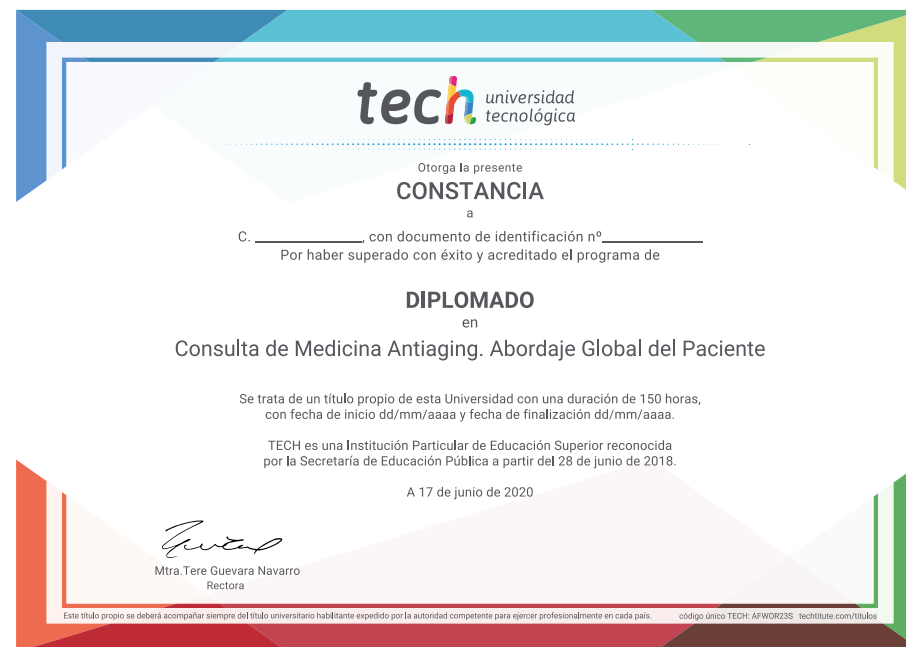 tech universidad
tecnológica
Otorga la presente
CONSTANCIA
a
C. ______________, con documento de identificación nº______________
Por haber superado con éxito y acreditado el programa de
DIPLOMADO
en
Consulta de Medicina Antiaging. Abordaje Global del Paciente
Se trata de un título propio de esta Universidad con una duración de 150 horas,
con fecha de inicio dd/mm/aaaa y fecha de finalización dd/mm/aaaa.
TECH es una Institución Particular de Educación Superior reconocida
por la Secretaría de Educación Pública a partir del 28 de junio de 2018.
A 17 de junio de 2020
Mtra.Tere Guevara Navarro
Rectora
Este título propio se deberá acompañar siempre del título universitario habilitante expedido por la autoridad competente para ejercer profesionalmente en cada país. código único TECH: AFWOR23S techtitute.com/titulos